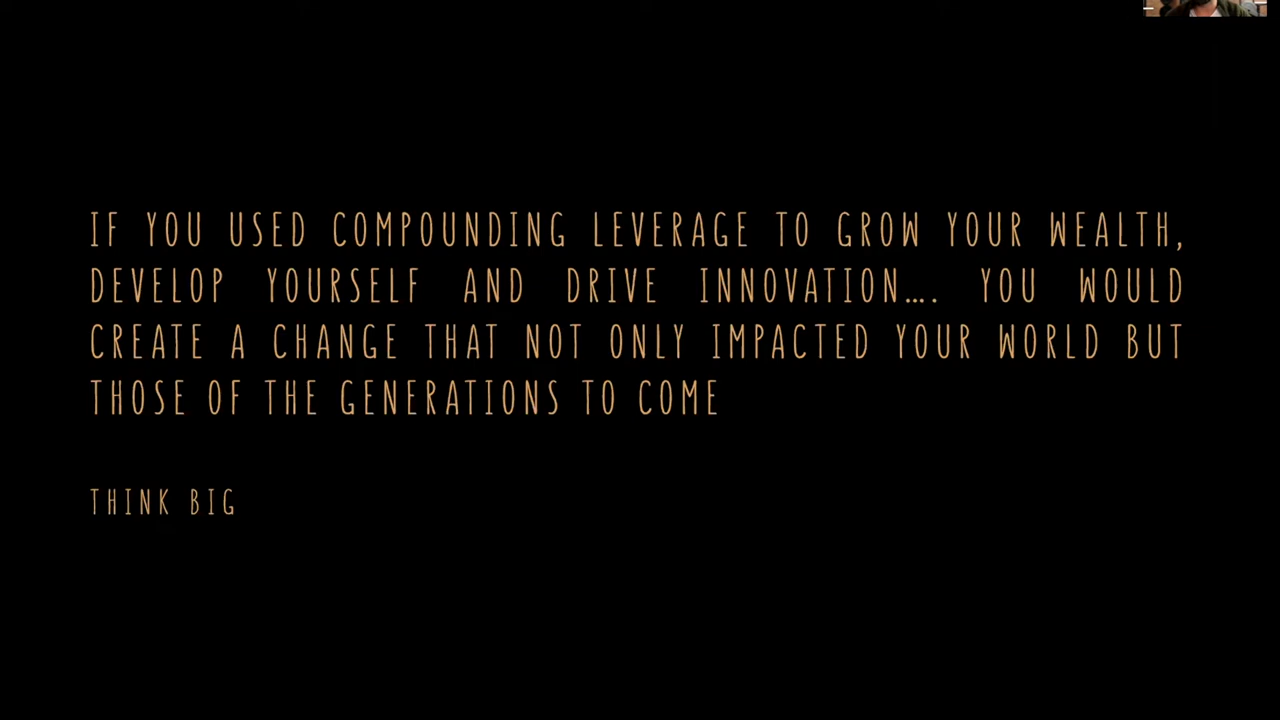 IF YOU USED COMPOUNDING LEVERAGE TO GROW YOUR WEALTH,
DEVELOP YOURSELF AND DRIVE INNOVATION.... YOU WOULD
CREATE A CHANGE THAT NOT ONLY IMPACTED YOUR WORLD BUT
THOSE OF THE GENERATIONS TO COME
THINK BIG